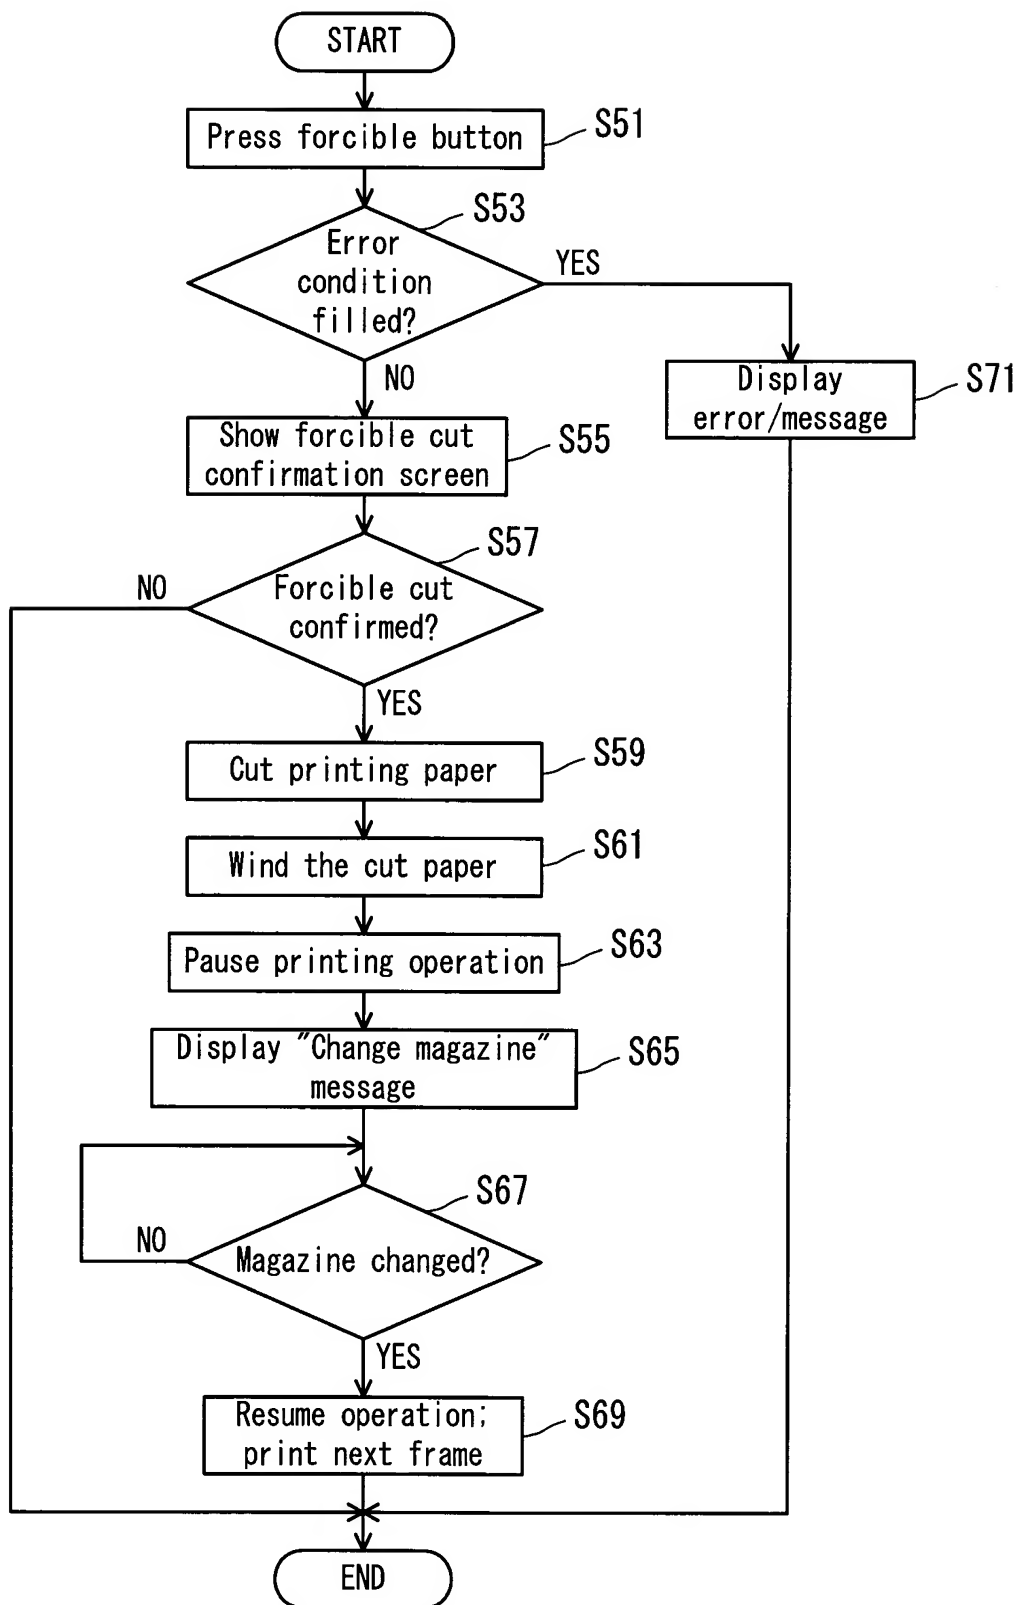 START
Press forcible button
S51
S53
Error
condition
filled?
YES
NO
Display
error/message
S71
Show forcible cut
confirmation screen
S55
S57
NO
Forcible cut
confirmed?
YES
Cut printing paper
S59
Wind the cut paper
S61
Pause printing operation
S63
Display "Change magazine"
message
S65
S67
NO
Magazine changed?
YES
Resume operation;
print next frame
S69
END